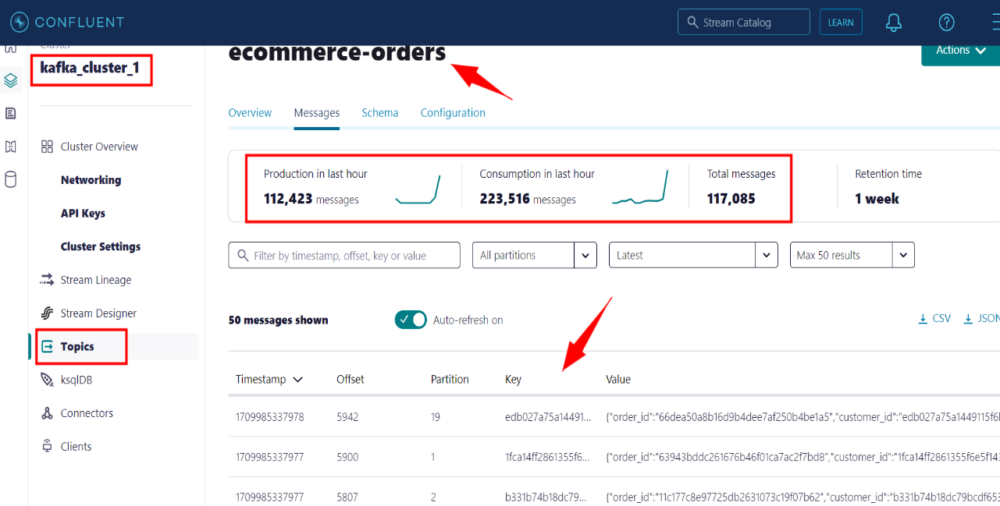 CONFLUENT
Stream Catalog
LEARN
Cluster
kafka_cluster_1
ecommerce-orders
Actions
Overview Messages Schema Configuration
Cluster Overview
Networking
API Keys
Cluster Settings
Stream Lineage
Stream Designer
Topics
ksqlDB
Connectors
Clients
Production in last hour Consumption in last hour Total messages Retention time
112,423 messages 223,516 messages 117,085 1 week
Filter by timestamp, offset, key or value All partitions Latest Max 50 results
50 messages shown Auto-refresh on CSV JSON
Timestamp Offset Partition Key Value
1709985337978 5942 19 edb027a75a14491... {"order_id":"66dea50a8b16d9b4dee7af250b4be1a5","customer_id":"edb027a75a1449115f6b
1709985337977 5900 1 1fca14ff2861355f6... {"order_id":"63943bddc261676b46f01ca7ac2f7bd8","customer_id":"1fca14ff2861355f6e5f143
1709985337977 5807 2 b331b74b18dc79... {"order_id":"11c177c8e97725db2631073c19f07b62","customer_id":"b331b74b18dc79bcdf653